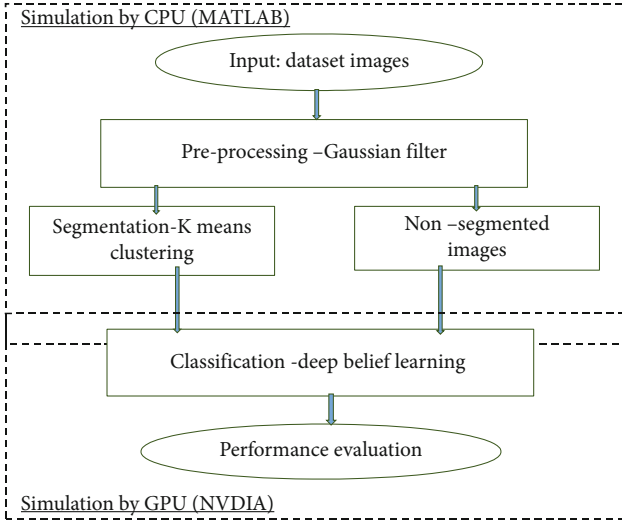 Simulation by CPU (MATLAB)
Input: dataset images
Pre-processing –Gaussian filter
Segmentation-K means
clustering
Non –segmented
images
Classification -deep belief learning
Performance evaluation
Simulation by GPU (NVDIA)